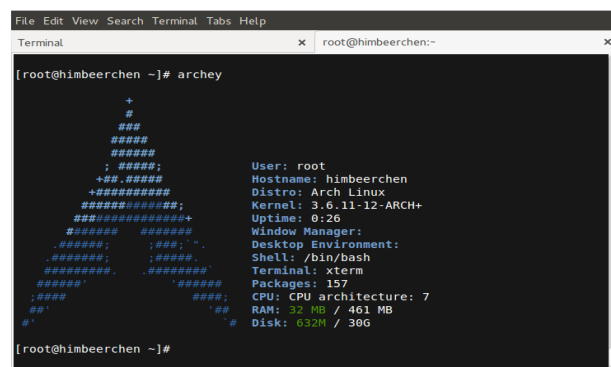 File Edit View Search Terminal Tabs Help
Terminal × root@himbeerchen:~ ×
[root@himbeerchen ~]# archey
+
#
###
#####
######
; #####;
+##.#####
+##########
#############;
###############+
####### #######
.######; ;###;`".
.#######; ;#####.
#########. .########`
######' '######
;#### ####;
##' '##
#' `#
User: root
Hostname: himbeerchen
Distro: Arch Linux
Kernel: 3.6.11-12-ARCH+
Uptime: 0:26
Window Manager:
Desktop Environment:
Shell: /bin/bash
Terminal: xterm
Packages: 157
CPU: CPU architecture: 7
RAM: 32 MB / 461 MB
Disk: 632M / 30G
[root@himbeerchen ~]#